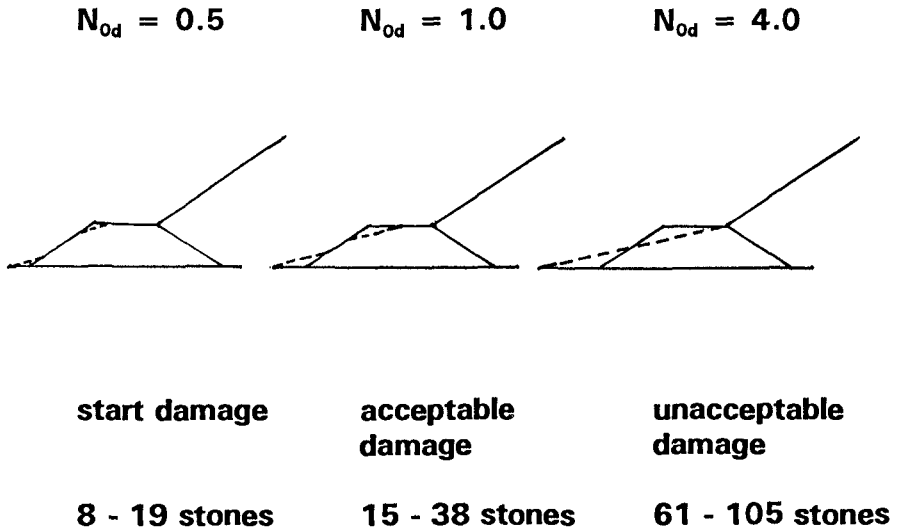 N0d = 0.5 N0d = 1.0 N0d = 4.0
start damage acceptable damage unacceptable damage
8 - 19 stones 15 - 38 stones 61 - 105 stones